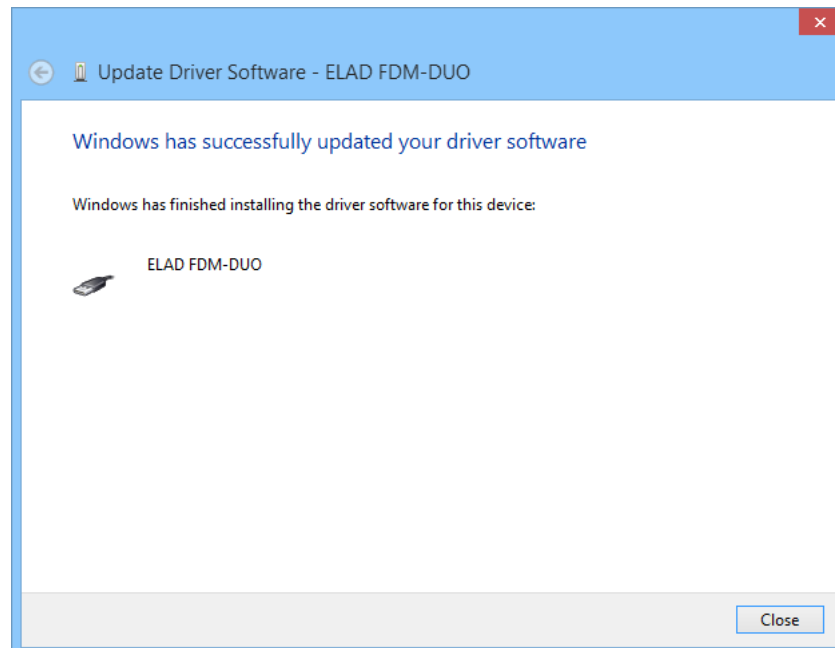 Update Driver Software - ELAD FDM-DUO
Windows has successfully updated your driver software
Windows has finished installing the driver software for this device:
ELAD FDM-DUO
Close